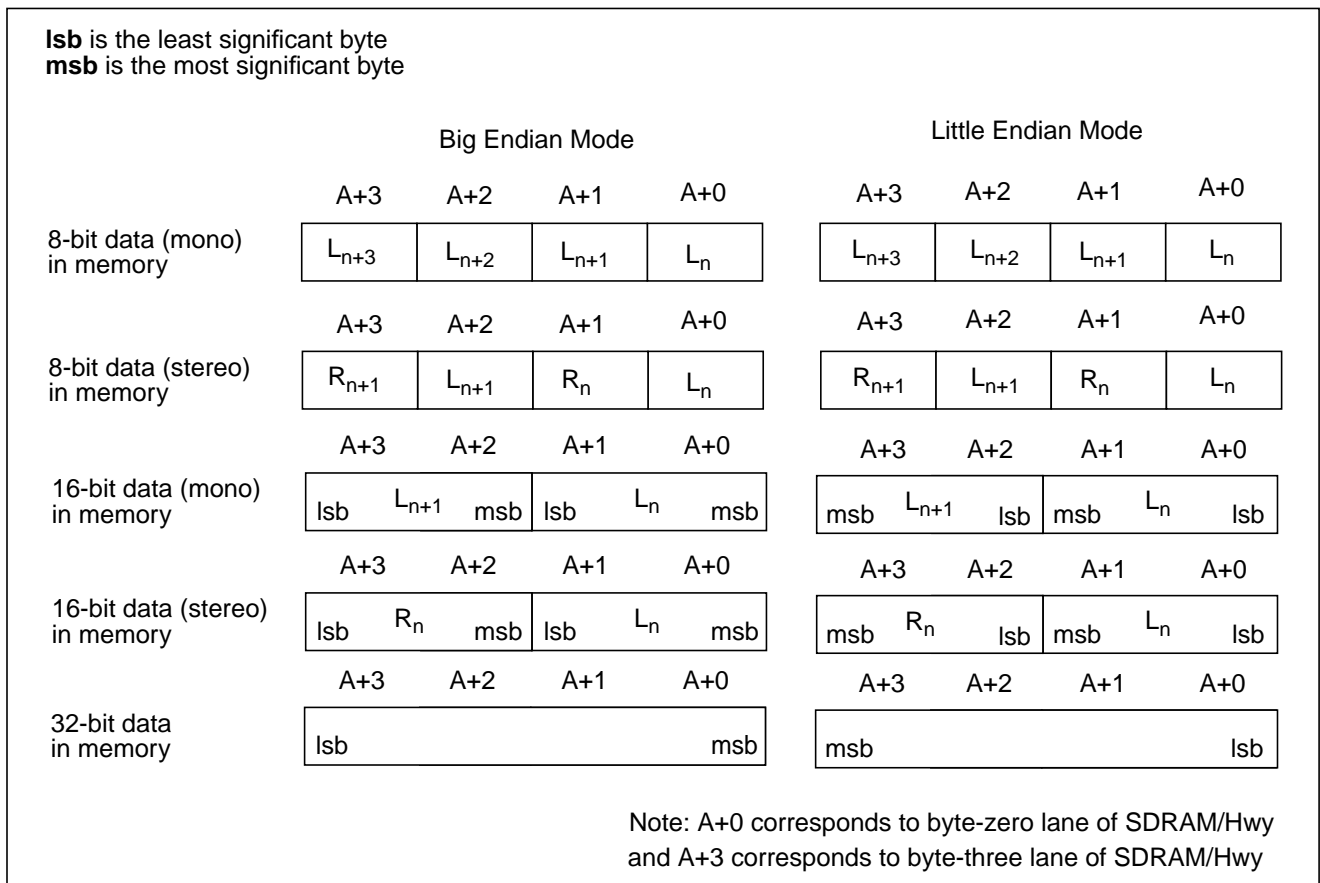 lsb is the least significant byte
msb is the most significant byte
Big Endian Mode Little Endian Mode
A+3 A+2 A+1 A+0 A+3 A+2 A+1 A+0
8-bit data (mono)
in memory
Ln+3 Ln+2 Ln+1 Ln Ln+3 Ln+2 Ln+1 Ln
A+3 A+2 A+1 A+0 A+3 A+2 A+1 A+0
8-bit data (stereo)
in memory
Rn+1 Ln+1 Rn Ln Rn+1 Ln+1 Rn Ln
A+3 A+2 A+1 A+0 A+3 A+2 A+1 A+0
16-bit data (mono)
in memory
lsb Ln+1 msb lsb Ln msb msb Ln+1 lsb msb Ln lsb
A+3 A+2 A+1 A+0 A+3 A+2 A+1 A+0
16-bit data (stereo)
in memory
lsb Rn msb lsb Ln msb msb Rn lsb msb Ln lsb
A+3 A+2 A+1 A+0 A+3 A+2 A+1 A+0
32-bit data
in memory
lsb msb msb lsb
Note: A+0 corresponds to byte-zero lane of SDRAM/Hwy
and A+3 corresponds to byte-three lane of SDRAM/Hwy